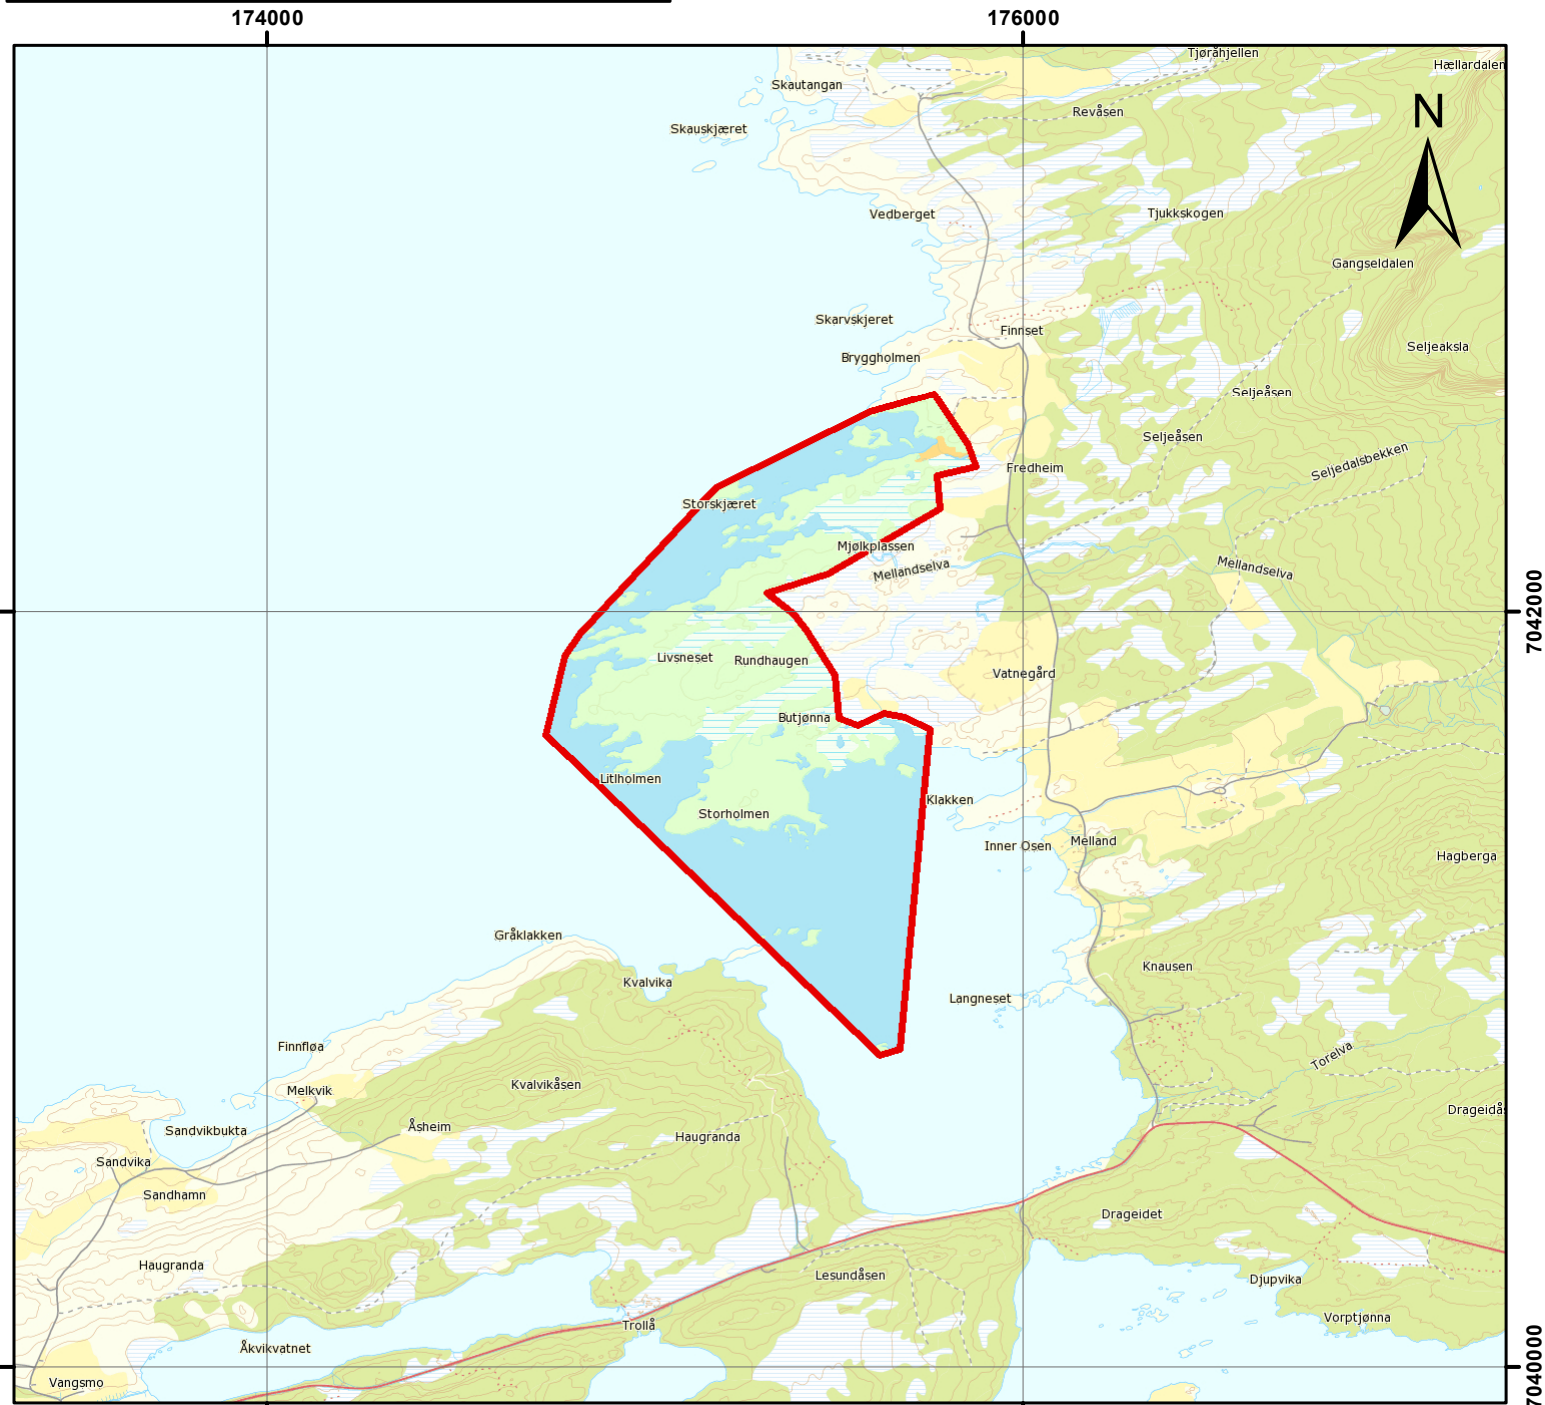 174000
176000
Tjøråhjellen
Hællardalen
Skautangan
N
Revåsen
Skauskjæret
Vedberget
Tjukkskogen
Gangseldalen
Skarvskjeret
Finnset
Bryggholmen
Seljeaksla
Seljeåsen
Seljeåsen
Seljedalsbekken
Fredheim
Storskjæret
Mjølkplassen
Mellandselva
Mellandselva
7042000
Livsneset
Rundhaugen
Vatnegård
Butjønna
Litlholmen
Klakken
Storholmen
Inner Osen
Melland
Hagberga
Gråklakken
Knausen
Kvalvika
Langneset
Finnfløa
Torelva
Kvalvikåsen
Melkvik
Drageidås
Åsheim
Sandvikbukta
Haugranda
Sandvika
Sandhamn
Drageidet
Haugranda
Lesundåsen
Djupvika
Vorptjønna
Trollå
Åkvikvatnet
7040000
Vangsmo